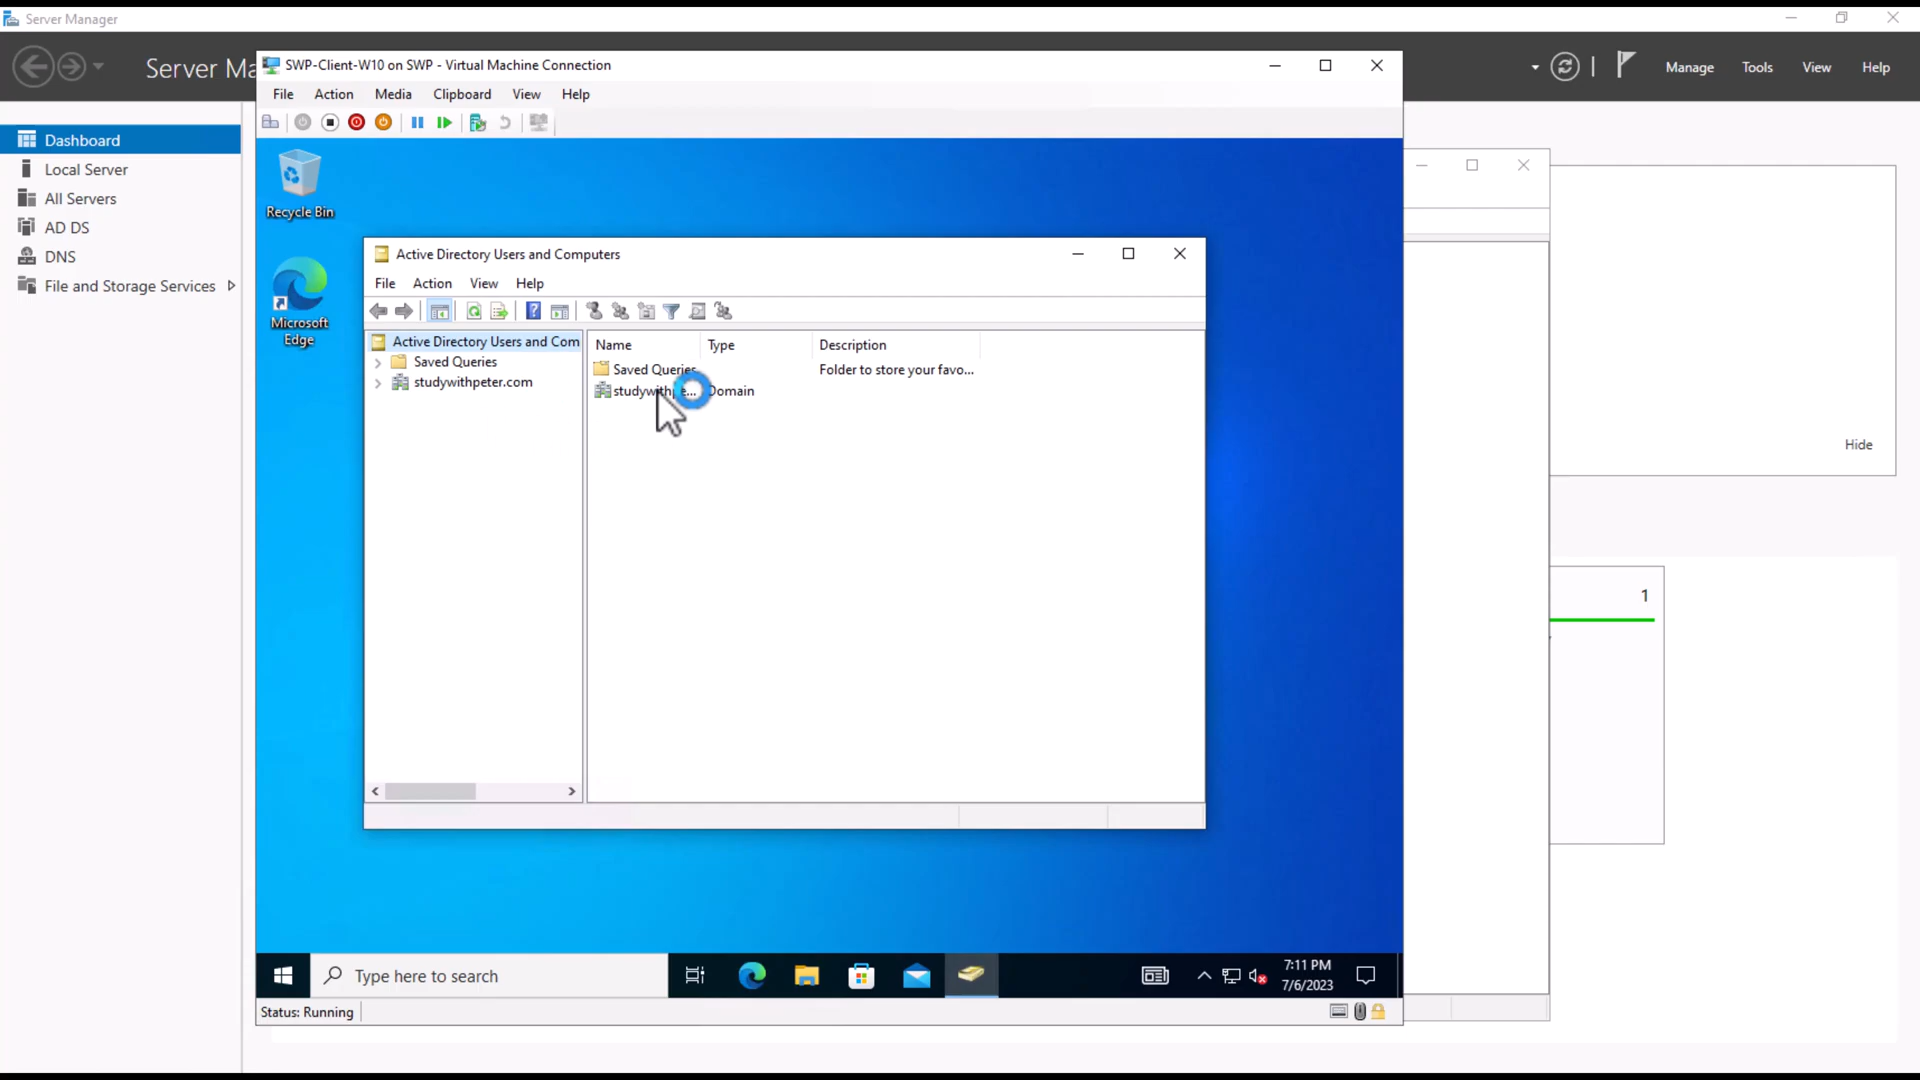 Server Manager
Server Ma
Manage
Tools
View
Help
Dashboard
Local Server
All Servers
AD DS
DNS
File and Storage Services
Hide
1
SWP-Client-W10 on SWP - Virtual Machine Connection
File Action Media Clipboard View Help
Recycle Bin
Microsoft
Edge
Active Directory Users and Computers
File Action View Help
Active Directory Users and Com
Saved Queries
studywithpeter.com
Name Type Description
Saved Queries Folder to store your favo...
studywithpe... Domain
Type here to search
7:11 PM
7/6/2023
Status: Running